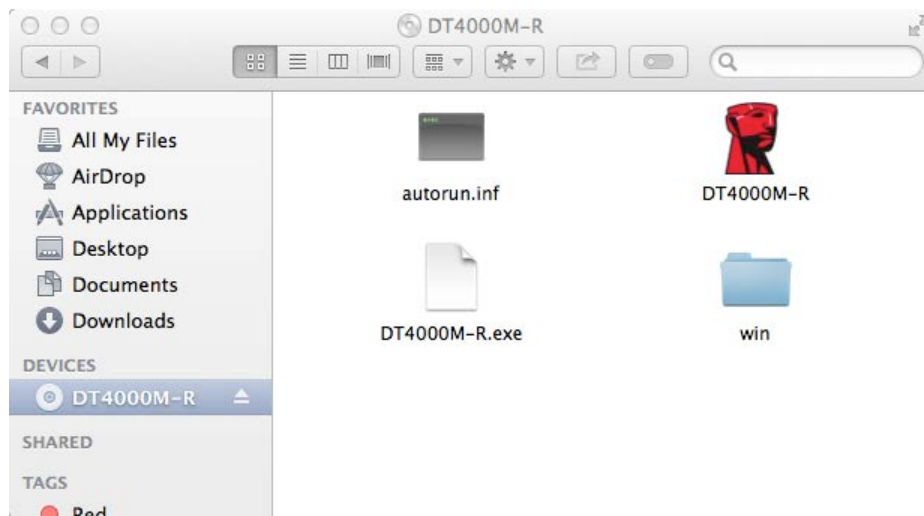 DT4000M-R
FAVORITES
All My Files
AirDrop
Applications
Desktop
Documents
Downloads
DEVICES
DT4000M-R
SHARED
TAGS
Red
autorun.inf
DT4000M-R
DT4000M-R.exe
win